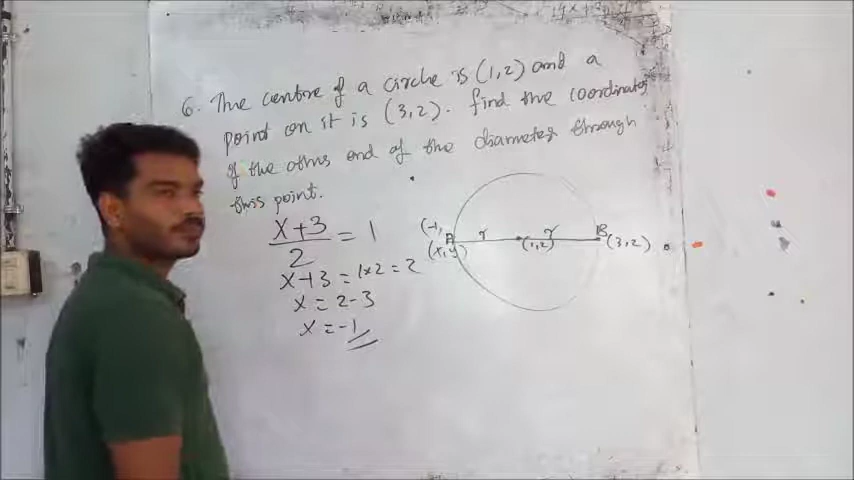 6. The centre of a circle is (1,2) and a
point on it is (3,2). find the coordinates
of the other end of the diameter through
this point.
x+3
2
= 1
x+3 = 1×2 = 2
x = 2-3
x = -1
(-1,
A
(x,y)
r
(1,2)
r
B
(3,2)